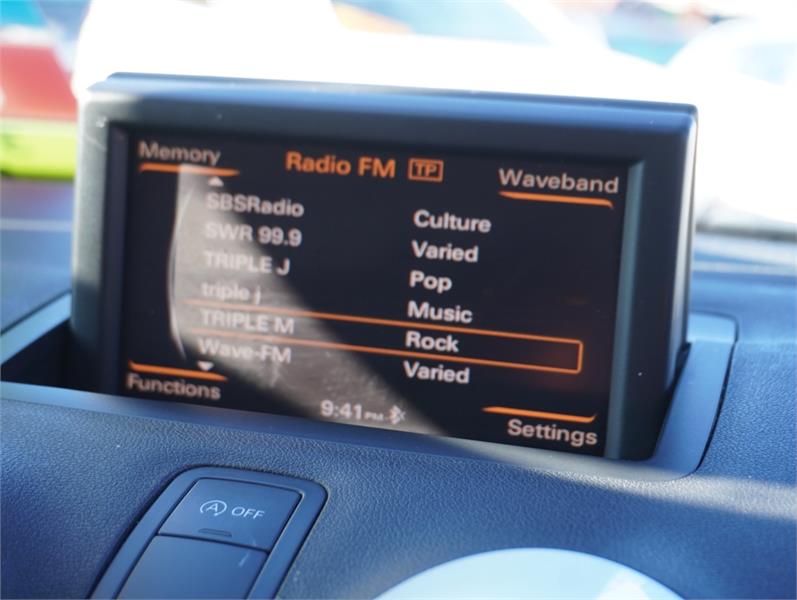 Memory Radio FM TP Waveband
SBSRadio Culture
SWR 99.9 Varied
TRIPLE J Pop
triple j Music
TRIPLE M Rock
Wave-FM Varied
Functions 9:41 PM Settings
A OFF